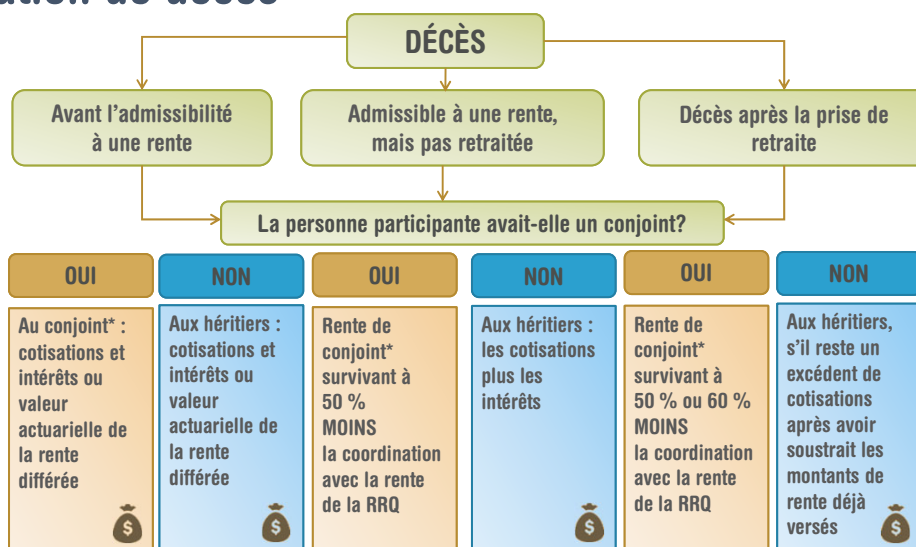 DÉCÈS
Avant l'admissibilité
à une rente
Admissible à une rente,
mais pas retraitée
Décès après la prise de
retraite
La personne participante avait-elle un conjoint?
OUI
NON
OUI
NON
OUI
NON
Au conjoint* :
cotisations et
intérêts ou
valeur
actuarielle de
la rente
différée
$
Aux héritiers :
cotisations et
intérêts ou
valeur
actuarielle de
la rente
différée
$
Rente de
conjoint*
survivant à
50 %
MOINS
la coordination
avec la rente
de la RRQ
Aux héritiers :
les cotisations
plus les
intérêts
$
Rente de
conjoint*
survivant à
50 % ou 60 %
MOINS
la coordination
avec la rente
de la RRQ
Aux héritiers,
s'il reste un
excédent de
cotisations
après avoir
soustrait les
montants de
rente déjà
versés
$